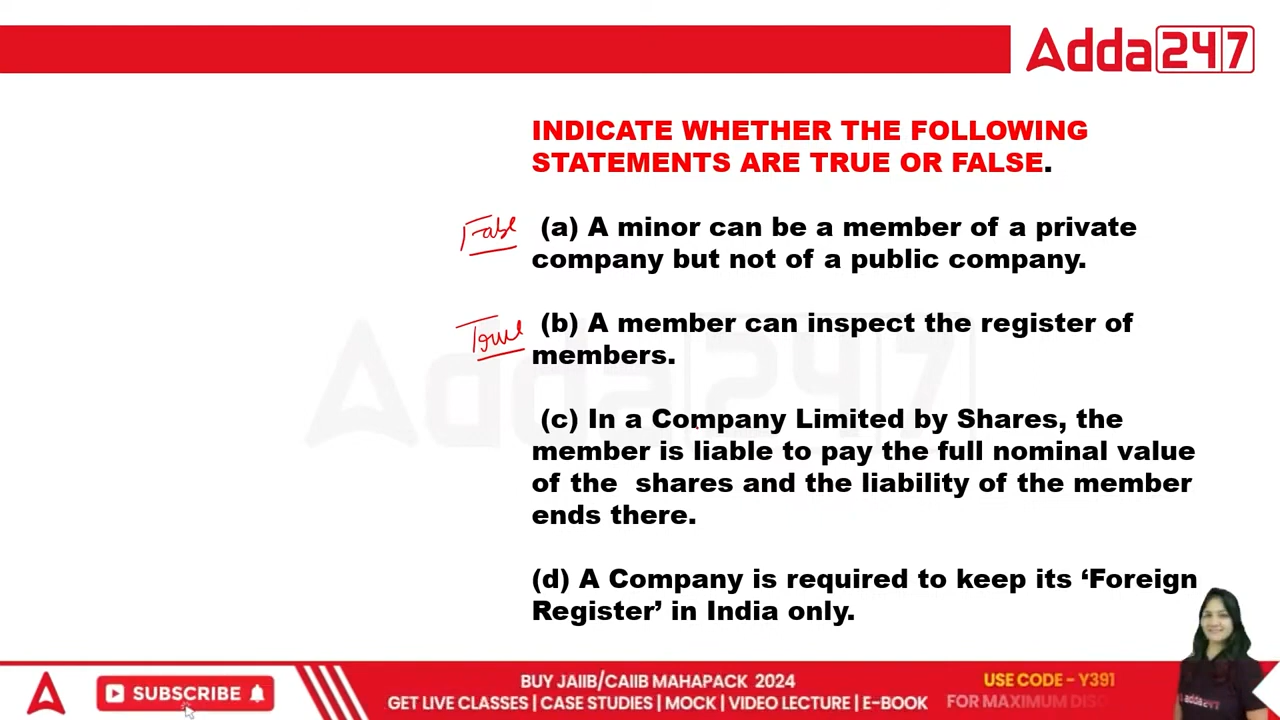 Adda247
INDICATE WHETHER THE FOLLOWING
STATEMENTS ARE TRUE OR FALSE.
False (a) A minor can be a member of a private
company but not of a public company.
True (b) A member can inspect the register of
members.
(c) In a Company Limited by Shares, the
member is liable to pay the full nominal value
of the shares and the liability of the member
ends there.
(d) A Company is required to keep its ‘Foreign
Register’ in India only.
Adda247
SUBSCRIBE
BUY JAIIB/CAIIB MAHAPACK 2024
GET LIVE CLASSES | CASE STUDIES | MOCK | VIDEO LECTURE | E-BOOK
USE CODE - Y391
FOR MAXIMUM DISC
adda247